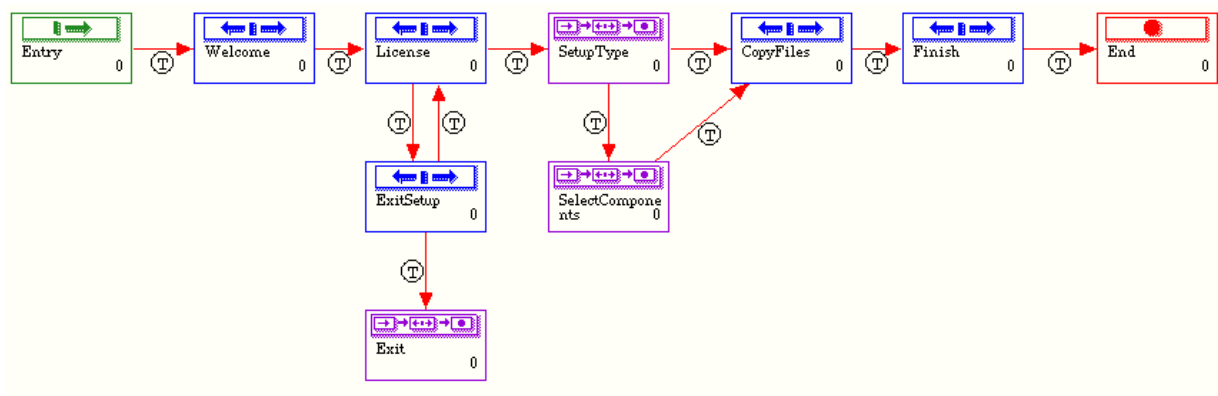 Entry
0
T
Welcome
0
T
License
0
T
SetupType
0
T
CopyFiles
0
T
Finish
0
T
End
0
T
T
T
T
ExitSetup
0
SelectCompone
nts 0
T
Exit
0